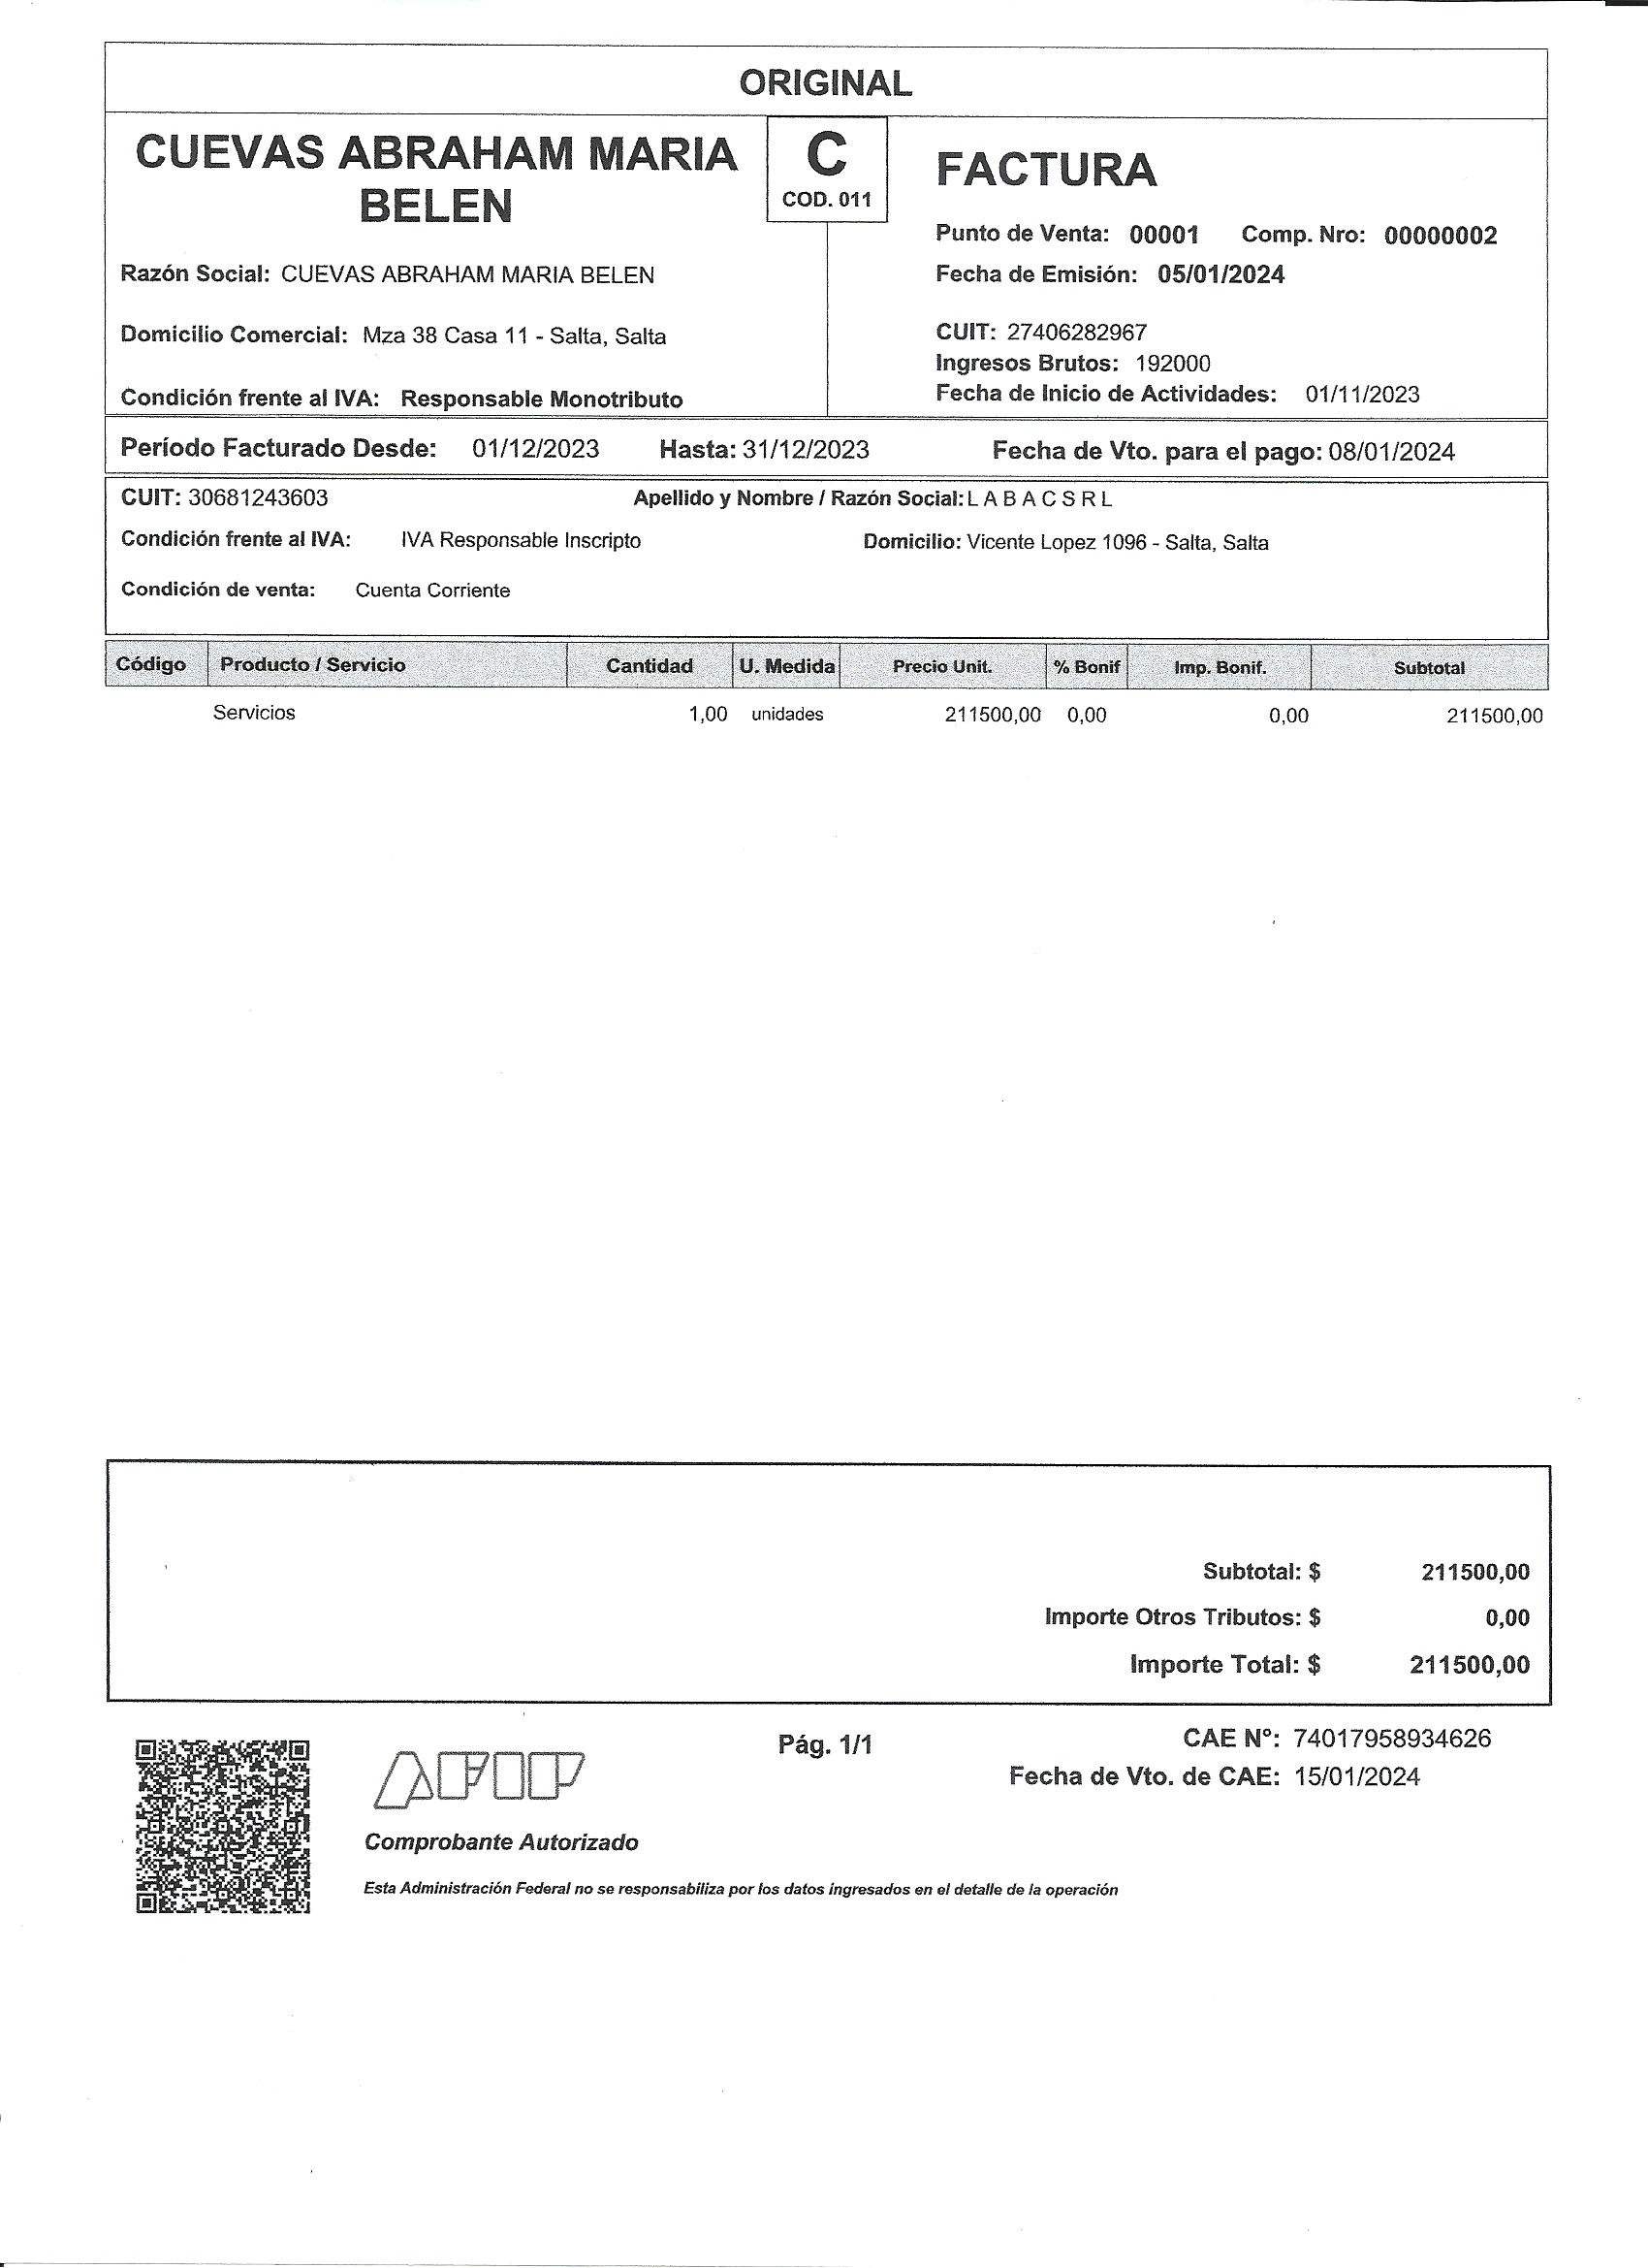 ORIGINAL
CUEVAS ABRAHAM MARIA
BELEN
C
COD. 011
FACTURA
Punto de Venta: 00001 Comp. Nro: 00000002
Razón Social: CUEVAS ABRAHAM MARIA BELEN
Fecha de Emisión: 05/01/2024
Domicilio Comercial: Mza 38 Casa 11 - Salta, Salta
CUIT: 27406282967
Ingresos Brutos: 192000
Condición frente al IVA: Responsable Monotributo
Fecha de Inicio de Actividades: 01/11/2023
Período Facturado Desde: 01/12/2023 Hasta: 31/12/2023 Fecha de Vto. para el pago: 08/01/2024
CUIT: 30681243603 Apellido y Nombre / Razón Social: L A B A C S R L
Condición frente al IVA: IVA Responsable Inscripto Domicilio: Vicente Lopez 1096 - Salta, Salta
Condición de venta: Cuenta Corriente
Código Producto / Servicio Cantidad U. Medida Precio Unit. % Bonif Imp. Bonif. Subtotal
Servicios 1,00 unidades 211500,00 0,00 0,00 211500,00
Subtotal: $ 211500,00
Importe Otros Tributos: $ 0,00
Importe Total: $ 211500,00
AFIP
Pág. 1/1
CAE N°: 74017958934626
Fecha de Vto. de CAE: 15/01/2024
Comprobante Autorizado
Esta Administración Federal no se responsabiliza por los datos ingresados en el detalle de la operación